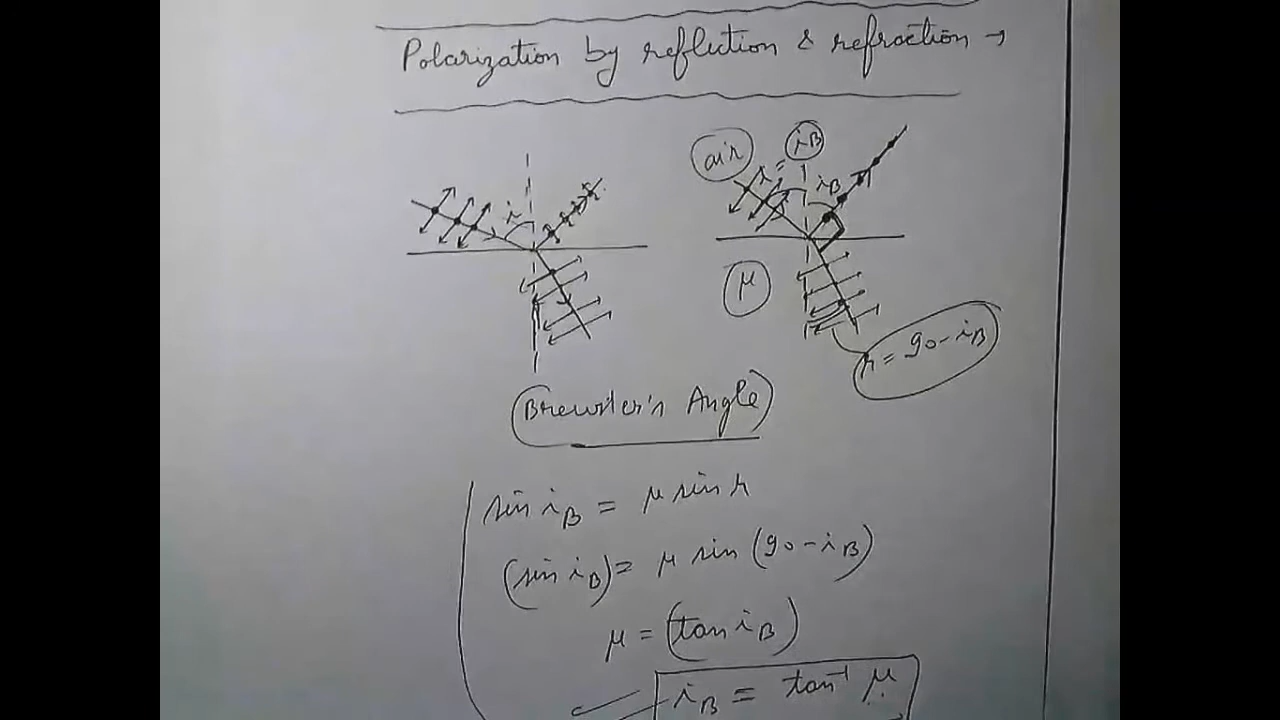 Polarization by reflection & refraction →
air
i = iB
i
iB
μ
r = 90 - iB
Brewster's Angle
sin iB = μ sin r
(sin iB) = μ sin (90 - iB)
μ = (tan iB)
iB = tan⁻¹ μ